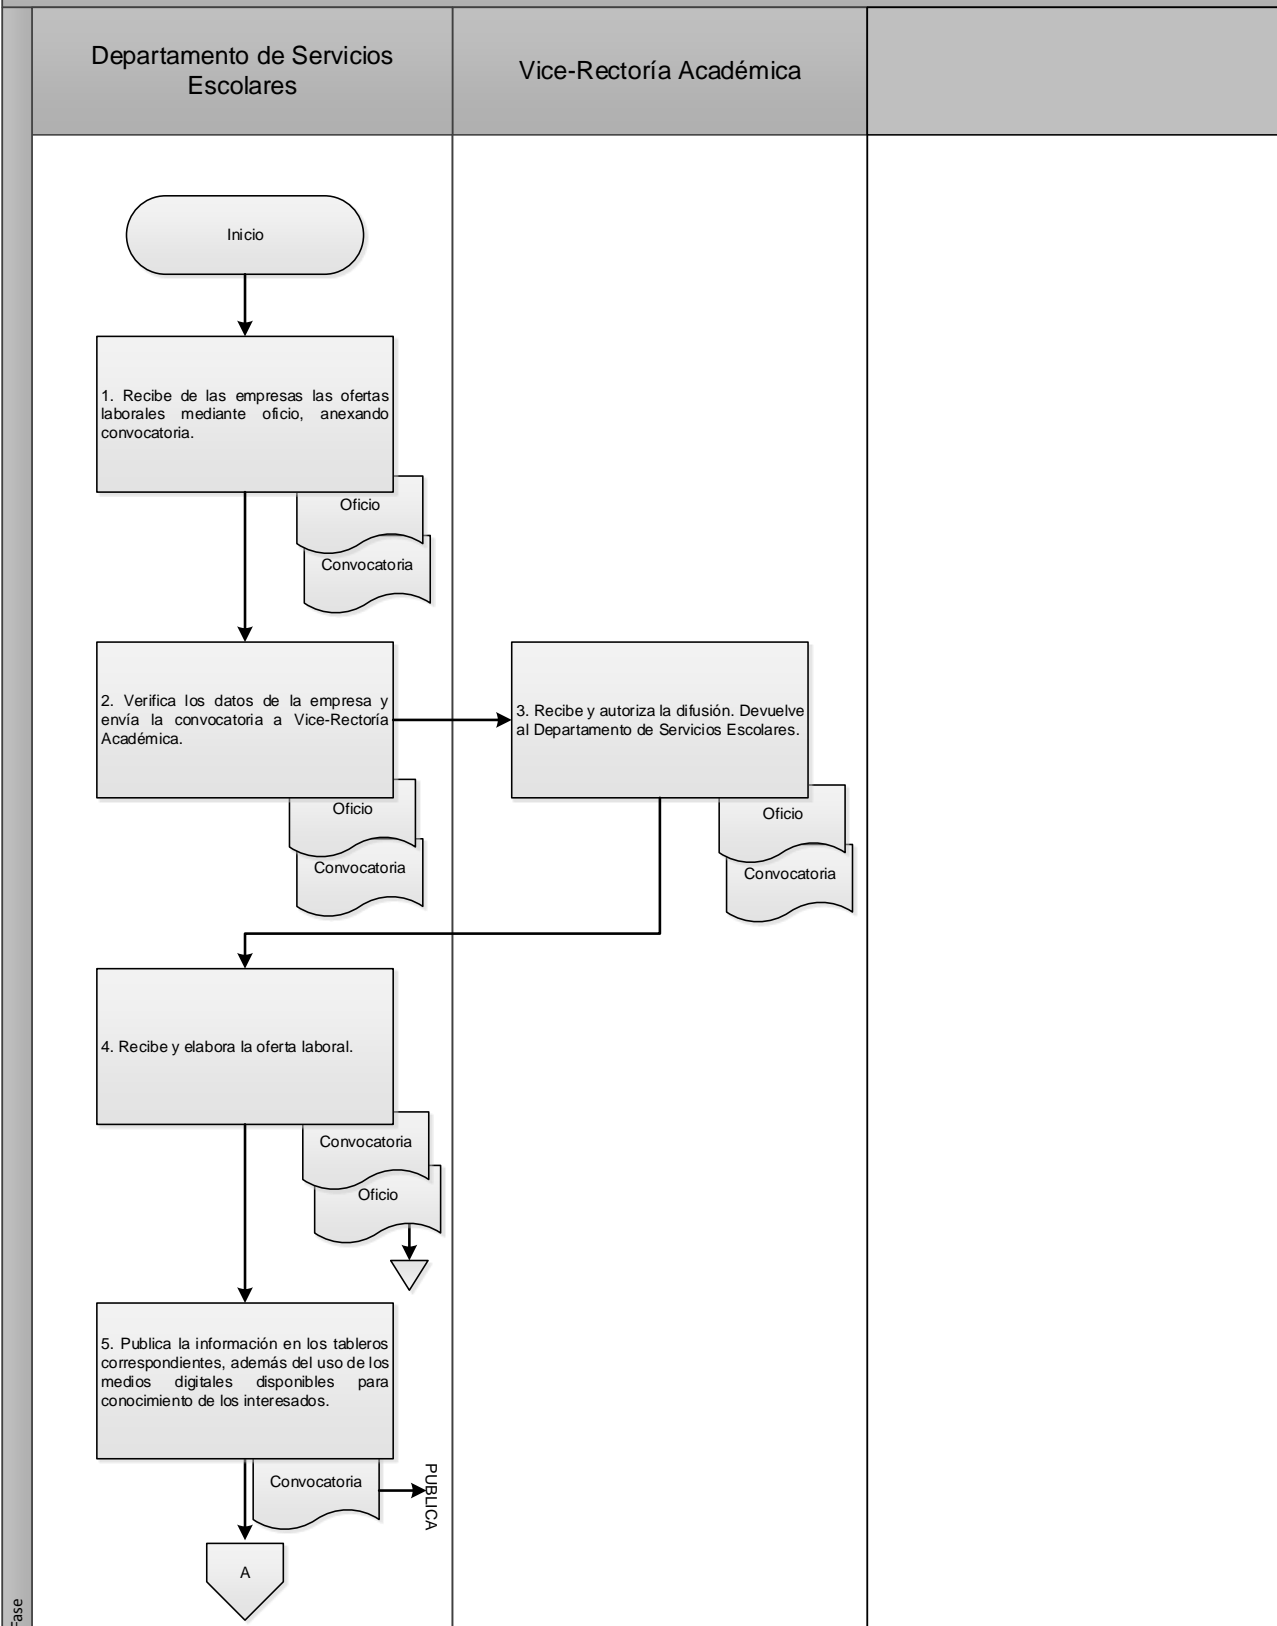 Departamento de Servicios
Escolares
Vice-Rectoría Académica
Inicio
1. Recibe de las empresas las ofertas
laborales mediante oficio, anexando
convocatoria.
Oficio
Convocatoria
2. Verifica los datos de la empresa y
envía la convocatoria a Vice-Rectoría
Académica.
Oficio
Convocatoria
3. Recibe y autoriza la difusión. Devuelve
al Departamento de Servicios Escolares.
Oficio
Convocatoria
4. Recibe y elabora la oferta laboral.
Convocatoria
Oficio
5. Publica la información en los tableros
correspondientes, además del uso de los
medios digitales disponibles para
conocimiento de los interesados.
Convocatoria
PUBLICA
A
Fase